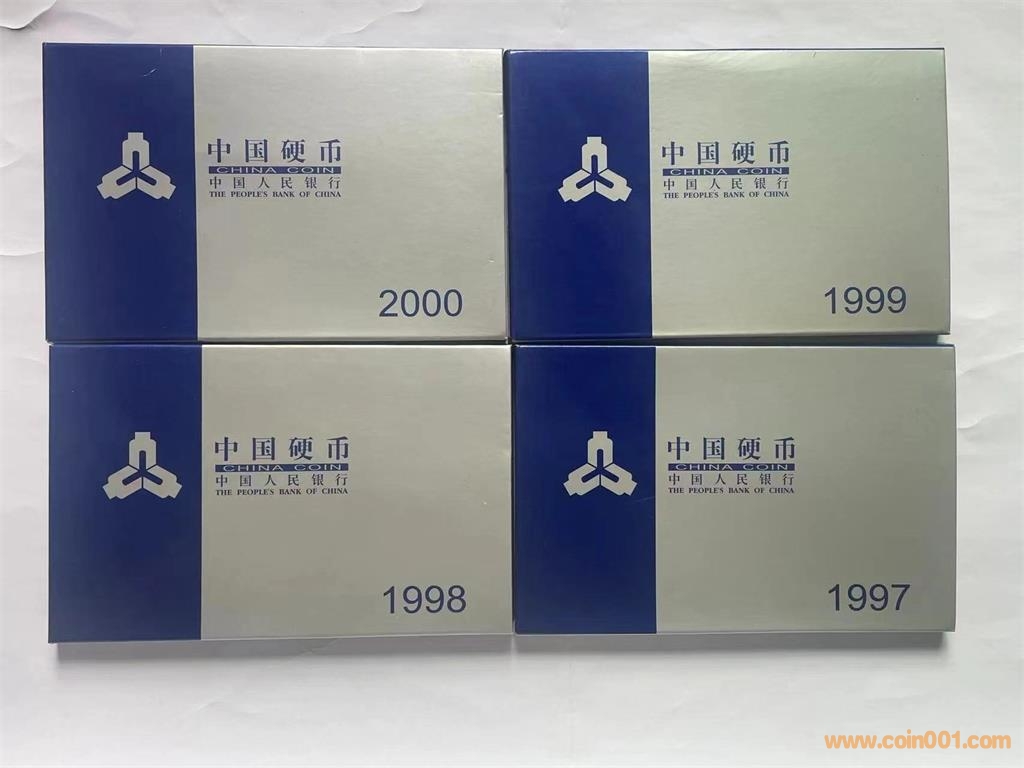 中国硬币
CHINA COIN
中国人民银行
THE PEOPLE'S BANK OF CHINA
2000
中国硬币
CHINA COIN
中国人民银行
THE PEOPLE'S BANK OF CHINA
1999
中国硬币
CHINA COIN
中国人民银行
THE PEOPLE'S BANK OF CHINA
1998
中国硬币
CHINA COIN
中国人民银行
THE PEOPLE'S BANK OF CHINA
1997
www.coin001.com